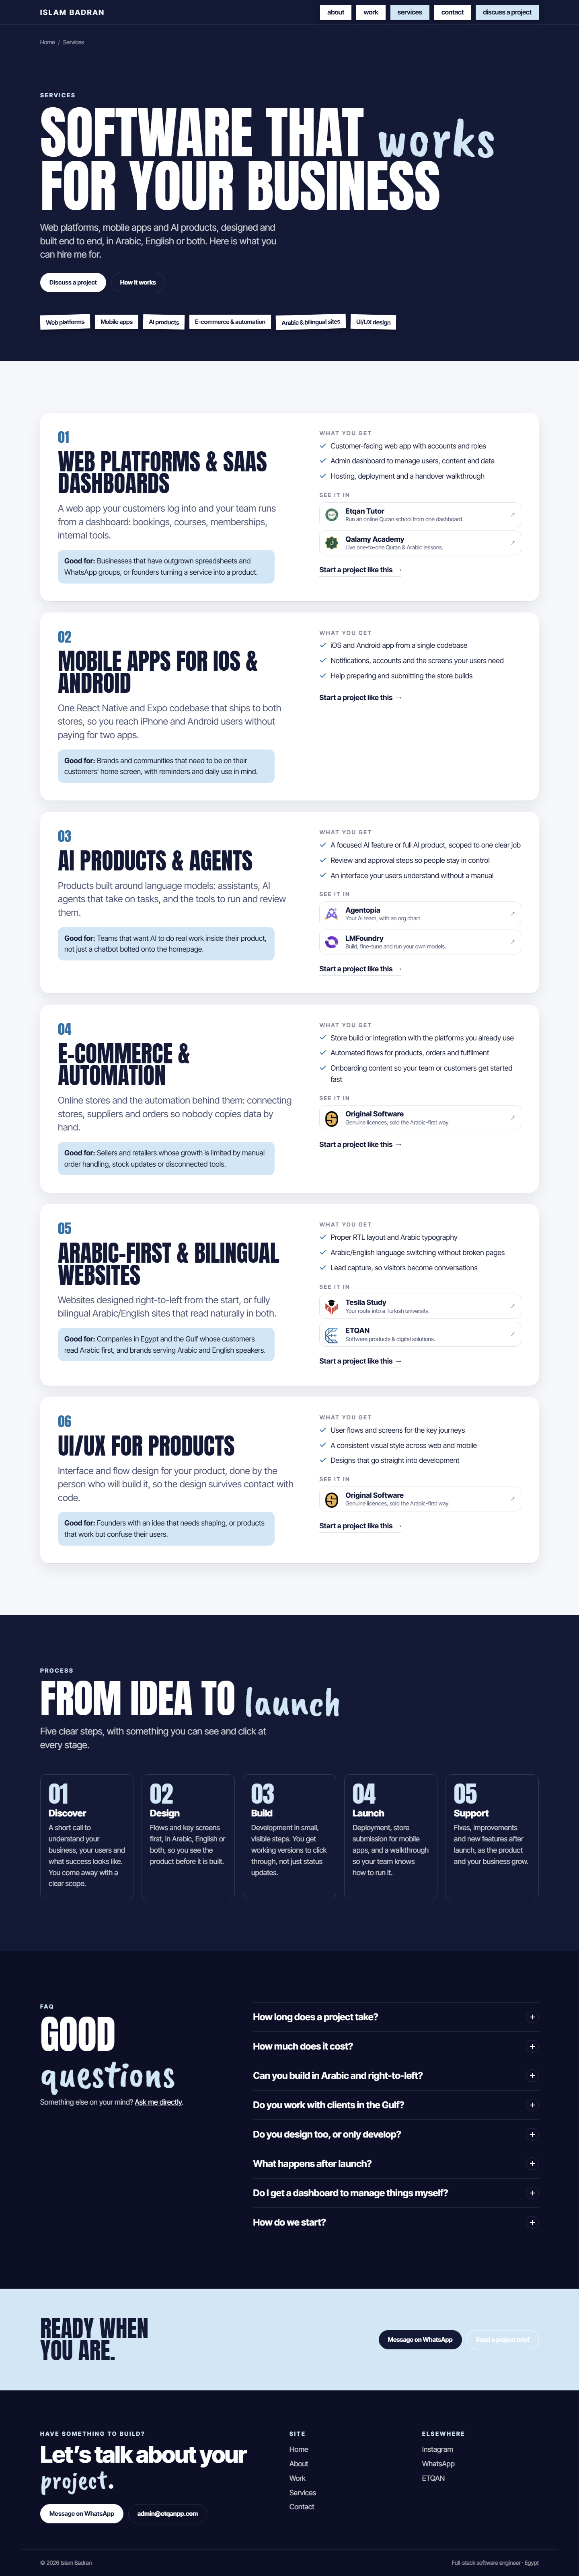 ISLAM BADRAN
about
work
services
contact
discuss a project
Home / Services
SERVICES
SOFTWARE THAT works
FOR YOUR BUSINESS
Web platforms, mobile apps and AI products, designed and
built end to end, in Arabic, English or both. Here is what you
can hire me for.
Discuss a project
How it works
Web platforms
Mobile apps
AI products
E-commerce & automation
Arabic & bilingual sites
UI/UX design
01
WEB PLATFORMS & SAAS
DASHBOARDS
A web app your customers log into and your team runs
from a dashboard: bookings, courses, memberships,
internal tools.
Good for: Businesses that have outgrown spreadsheets and
WhatsApp groups, or founders turning a service into a product.
WHAT YOU GET
Customer-facing web app with accounts and roles
Admin dashboard to manage users, content and data
Hosting, deployment and a handover walkthrough
SEE IT IN
Etqan Tutor
Run an online Quran school from one dashboard.
↗
Qalamy Academy
Live one-to-one Quran & Arabic lessons.
↗
Start a project like this →
02
MOBILE APPS FOR IOS &
ANDROID
One React Native and Expo codebase that ships to both
stores, so you reach iPhone and Android users without
paying for two apps.
Good for: Brands and communities that need to be on their
customers' home screen, with reminders and daily use in mind.
WHAT YOU GET
iOS and Android app from a single codebase
Notifications, accounts and the screens your users need
Help preparing and submitting the store builds
Start a project like this →
03
AI PRODUCTS & AGENTS
Products built around language models: assistants, AI
agents that take on tasks, and the tools to run and review
them.
Good for: Teams that want AI to do real work inside their product,
not just a chatbot bolted onto the homepage.
WHAT YOU GET
A focused AI feature or full AI product, scoped to one clear job
Review and approval steps so people stay in control
An interface your users understand without a manual
SEE IT IN
Agentopia
Your AI team, with an org chart.
↗
LMFoundry
Build, fine-tune and run your own models.
↗
Start a project like this →
04
E-COMMERCE &
AUTOMATION
Online stores and the automation behind them: connecting
stores, suppliers and orders so nobody copies data by
hand.
Good for: Sellers and retailers whose growth is limited by manual
order handling, stock updates or disconnected tools.
WHAT YOU GET
Store build or integration with the platforms you already use
Automated flows for products, orders and fulfilment
Onboarding content so your team or customers get started
fast
SEE IT IN
Original Software
Genuine licences, sold the Arabic-first way.
↗
Start a project like this →
05
ARABIC-FIRST & BILINGUAL
WEBSITES
Websites designed right-to-left from the start, or fully
bilingual Arabic/English sites that read naturally in both.
Good for: Companies in Egypt and the Gulf whose customers
read Arabic first, and brands serving Arabic and English speakers.
WHAT YOU GET
Proper RTL layout and Arabic typography
Arabic/English language switching without broken pages
Lead capture, so visitors become conversations
SEE IT IN
Teslla Study
Your route into a Turkish university.
↗
ETQAN
Software products & digital solutions.
↗
Start a project like this →
06
UI/UX FOR PRODUCTS
Interface and flow design for your product, done by the
person who will build it, so the design survives contact with
code.
Good for: Founders with an idea that needs shaping, or products
that work but confuse their users.
WHAT YOU GET
User flows and screens for the key journeys
A consistent visual style across web and mobile
Designs that go straight into development
SEE IT IN
Original Software
Genuine licences, sold the Arabic-first way.
↗
Start a project like this →
PROCESS
FROM IDEA TO launch
Five clear steps, with something you can see and click at
every stage.
01
Discover
A short call to
understand your
business, your users and
what success looks like.
You come away with a
clear scope.
02
Design
Flows and key screens
first, in Arabic, English or
both, so you see the
product before it is built.
03
Build
Development in small,
visible steps. You get
working versions to click
through, not just status
updates.
04
Launch
Deployment, store
submission for mobile
apps, and a walkthrough
so your team knows
how to run it.
05
Support
Fixes, improvements
and new features after
launch, as the product
and your business grow.
FAQ
GOOD
questions
Something else on your mind? Ask me directly.
How long does a project take?
How much does it cost?
Can you build in Arabic and right-to-left?
Do you work with clients in the Gulf?
Do you design too, or only develop?
What happens after launch?
Do I get a dashboard to manage things myself?
How do we start?
READY WHEN
YOU ARE.
Message on WhatsApp
Send a project brief
HAVE SOMETHING TO BUILD?
Let's talk about your
project.
Message on WhatsApp
admin@etqanpp.com
SITE
Home
About
Work
Services
Contact
ELSEWHERE
Instagram
WhatsApp
ETQAN
© 2026 Islam Badran
Full-stack software engineer · Egypt